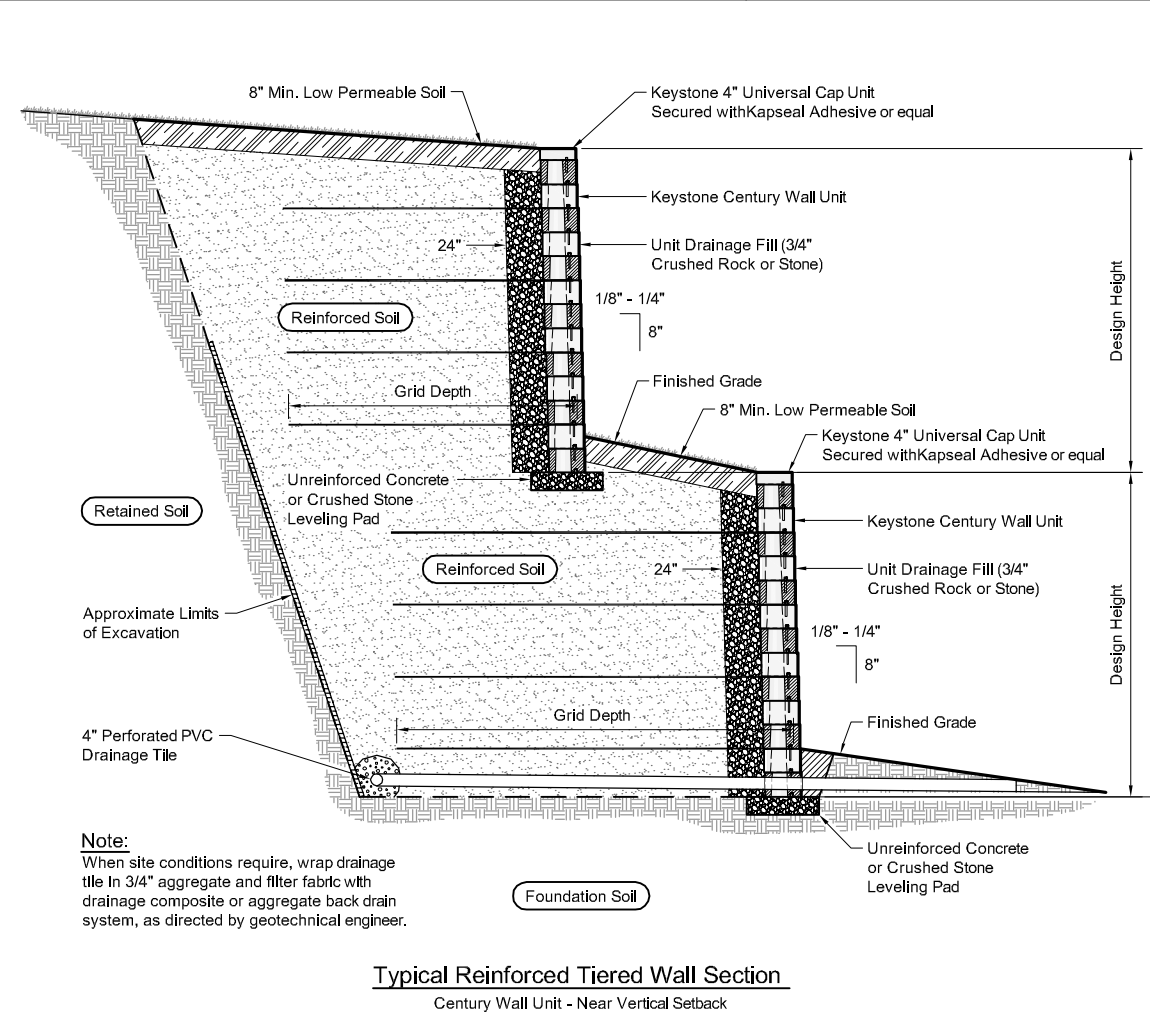 8" Min. Low Permeable Soil
Keystone 4" Universal Cap Unit
Secured withKapseal Adhesive or equal
Keystone Century Wall Unit
24"
Unit Drainage Fill (3/4"
Crushed Rock or Stone)
Design Height
1/8" - 1/4"
8"
Reinforced Soil
Finished Grade
Grid Depth
8" Min. Low Permeable Soil
Keystone 4" Universal Cap Unit
Secured withKapseal Adhesive or equal
Unreinforced Concrete
or Crushed Stone
Leveling Pad
Retained Soil
Keystone Century Wall Unit
Reinforced Soil
24"
Unit Drainage Fill (3/4"
Crushed Rock or Stone)
Design Height
Approximate Limits
of Excavation
1/8" - 1/4"
8"
Grid Depth
Finished Grade
4" Perforated PVC
Drainage Tile
Note:
When site conditions require, wrap drainage
tile in 3/4" aggregate and filter fabric with
drainage composite or aggregate back drain
system, as directed by geotechnical engineer.
Unreinforced Concrete
or Crushed Stone
Leveling Pad
Foundation Soil
Typical Reinforced Tiered Wall Section
Century Wall Unit - Near Vertical Setback